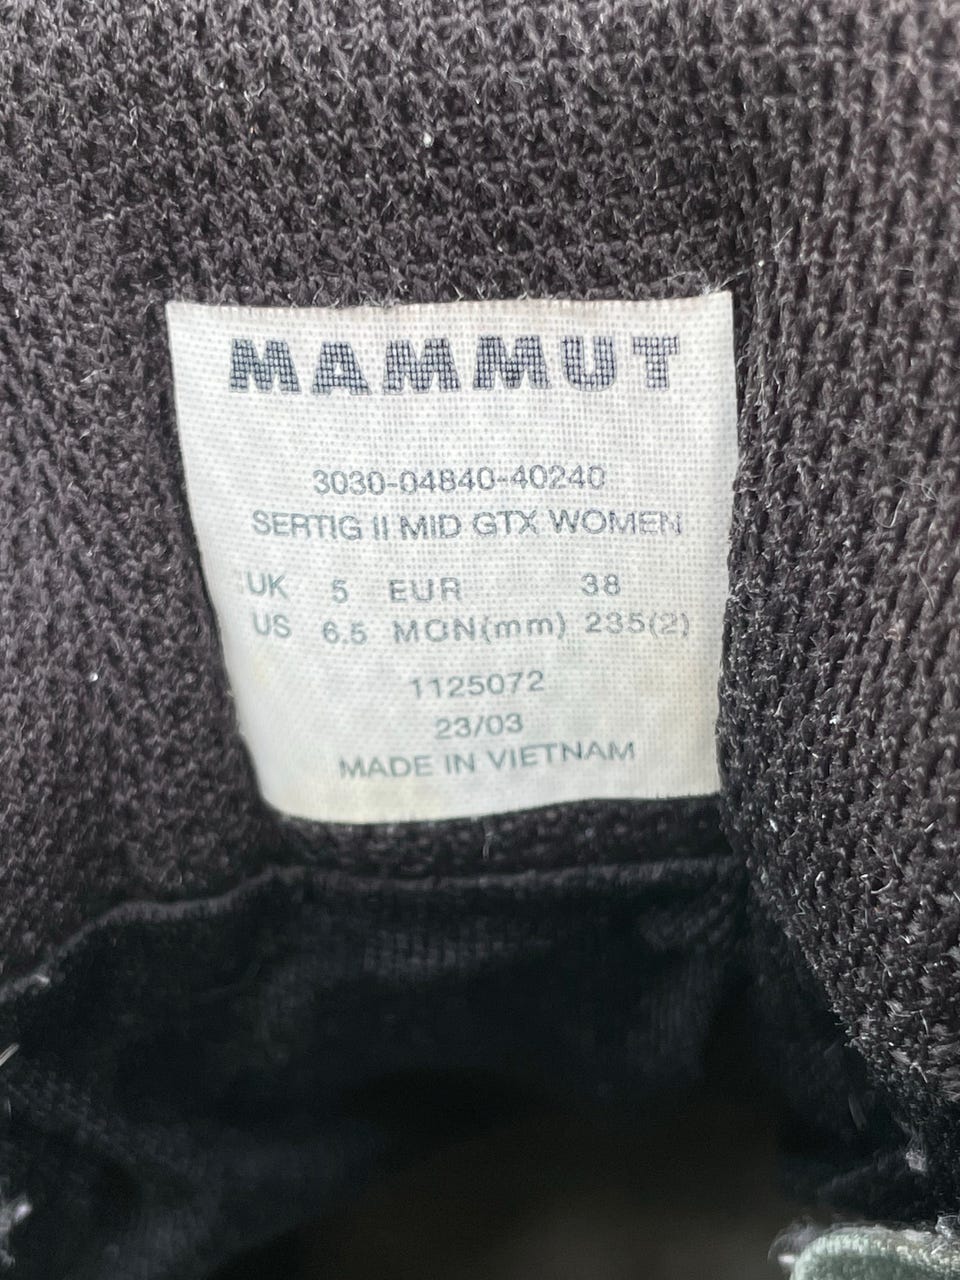 MAMMUT
3030-04840-40240
SERTIG II MID GTX WOMEN
UK 5 EUR 38
US 6.5 MON(mm) 235(2)
1125072
23/03
MADE IN VIETNAM